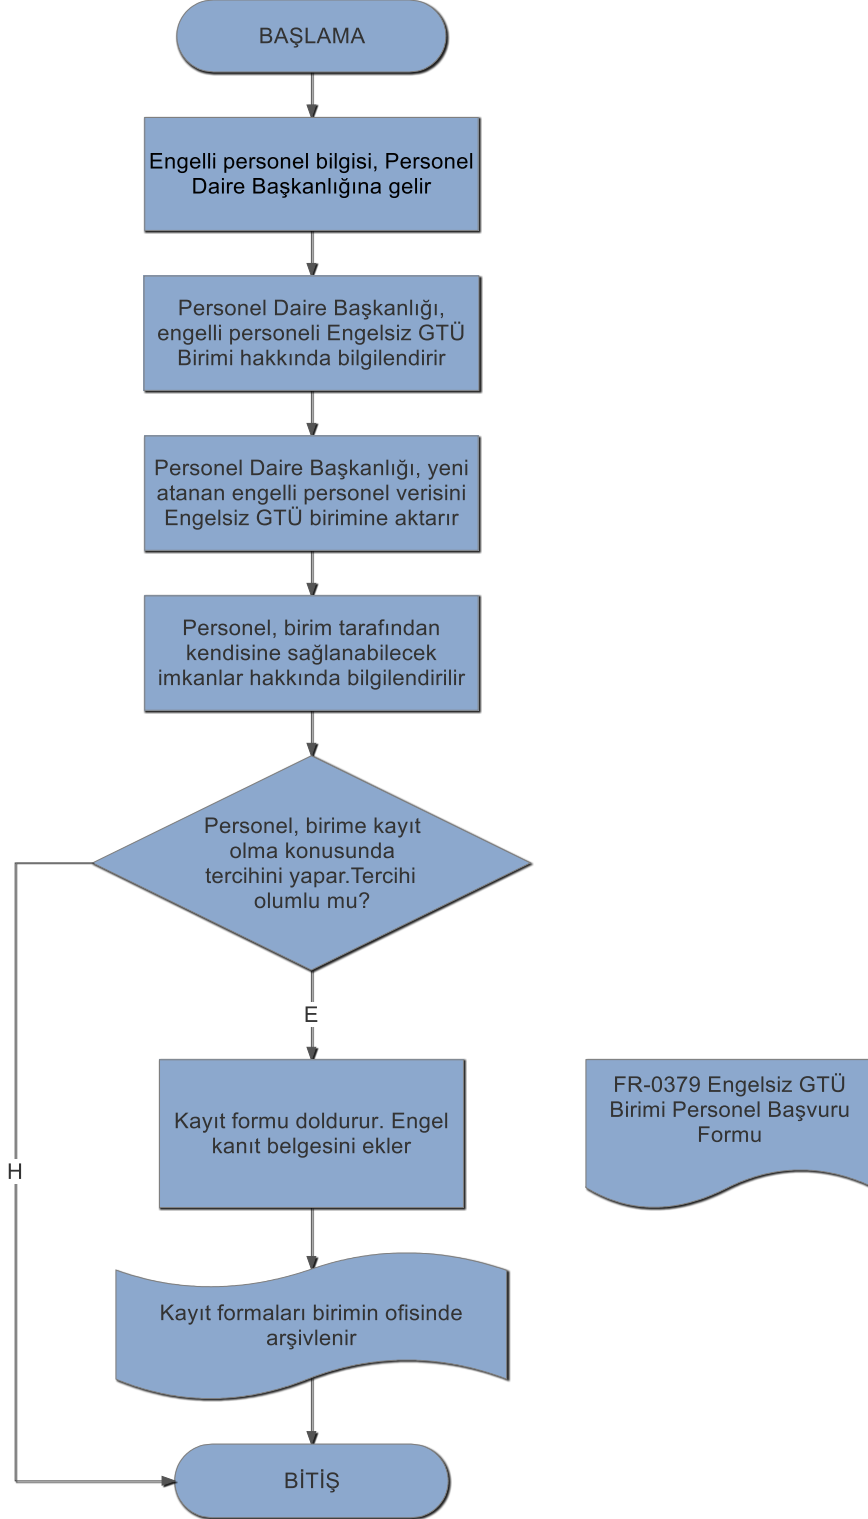 BAŞLAMA
Engelli personel bilgisi, Personel
Daire Başkanlığına gelir
Personel Daire Başkanlığı,
engelli personeli Engelsiz GTÜ
Birimi hakkında bilgilendirir
Personel Daire Başkanlığı, yeni
atanan engelli personel verisini
Engelsiz GTÜ birimine aktarır
Personel, birim tarafından
kendisine sağlanabilecek
imkanlar hakkında bilgilendirilir
Personel, birime kayıt
olma konusunda
tercihini yapar.Tercihi
olumlu mu?
E
Kayıt formu doldurur. Engel
kanıt belgesini ekler
FR-0379 Engelsiz GTÜ
Birimi Personel Başvuru
Formu
H
Kayıt formaları birimin ofisinde
arşivlenir
BİTİŞ